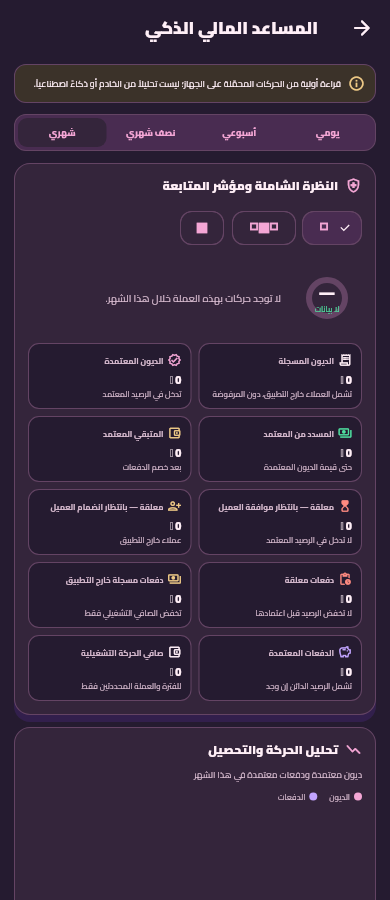 المساعد المالي الذكي
قراءة أولية من الحركات المحمّلة على الجهاز؛ ليست تحليلاً من الخادم أو ذكاءً اصطناعياً.
يومي
أسبوعي
نصف شهري
شهري
النظرة الشاملة ومؤشر المتابعة
لا بيانات
لا توجد حركات بهذه العملة خلال هذا الشهر.
الديون المسجلة
0
تشمل العملاء خارج التطبيق، دون المرفوضة
الديون المعتمدة
0
تدخل في الرصيد المعتمد
المسدد من المعتمد
0
حتى قيمة الديون المعتمدة
المتبقي المعتمد
0
بعد خصم الدفعات
معلقة — بانتظار موافقة العميل
0
لا تدخل في الرصيد المعتمد
معلقة — بانتظار انضمام العميل
0
عملاء خارج التطبيق
دفعات معلقة
0
لا تخفض الرصيد قبل اعتمادها
دفعات مسجلة خارج التطبيق
0
تخفض الصافي التشغيلي فقط
الدفعات المعتمدة
0
تشمل الرصيد الدائن إن وجد
صافي الحركة التشغيلية
0
للفترة والعملة المحددتين فقط
تحليل الحركة والتحصيل
ديون معتمدة ودفعات معتمدة في هذا الشهر
الديون
الدفعات